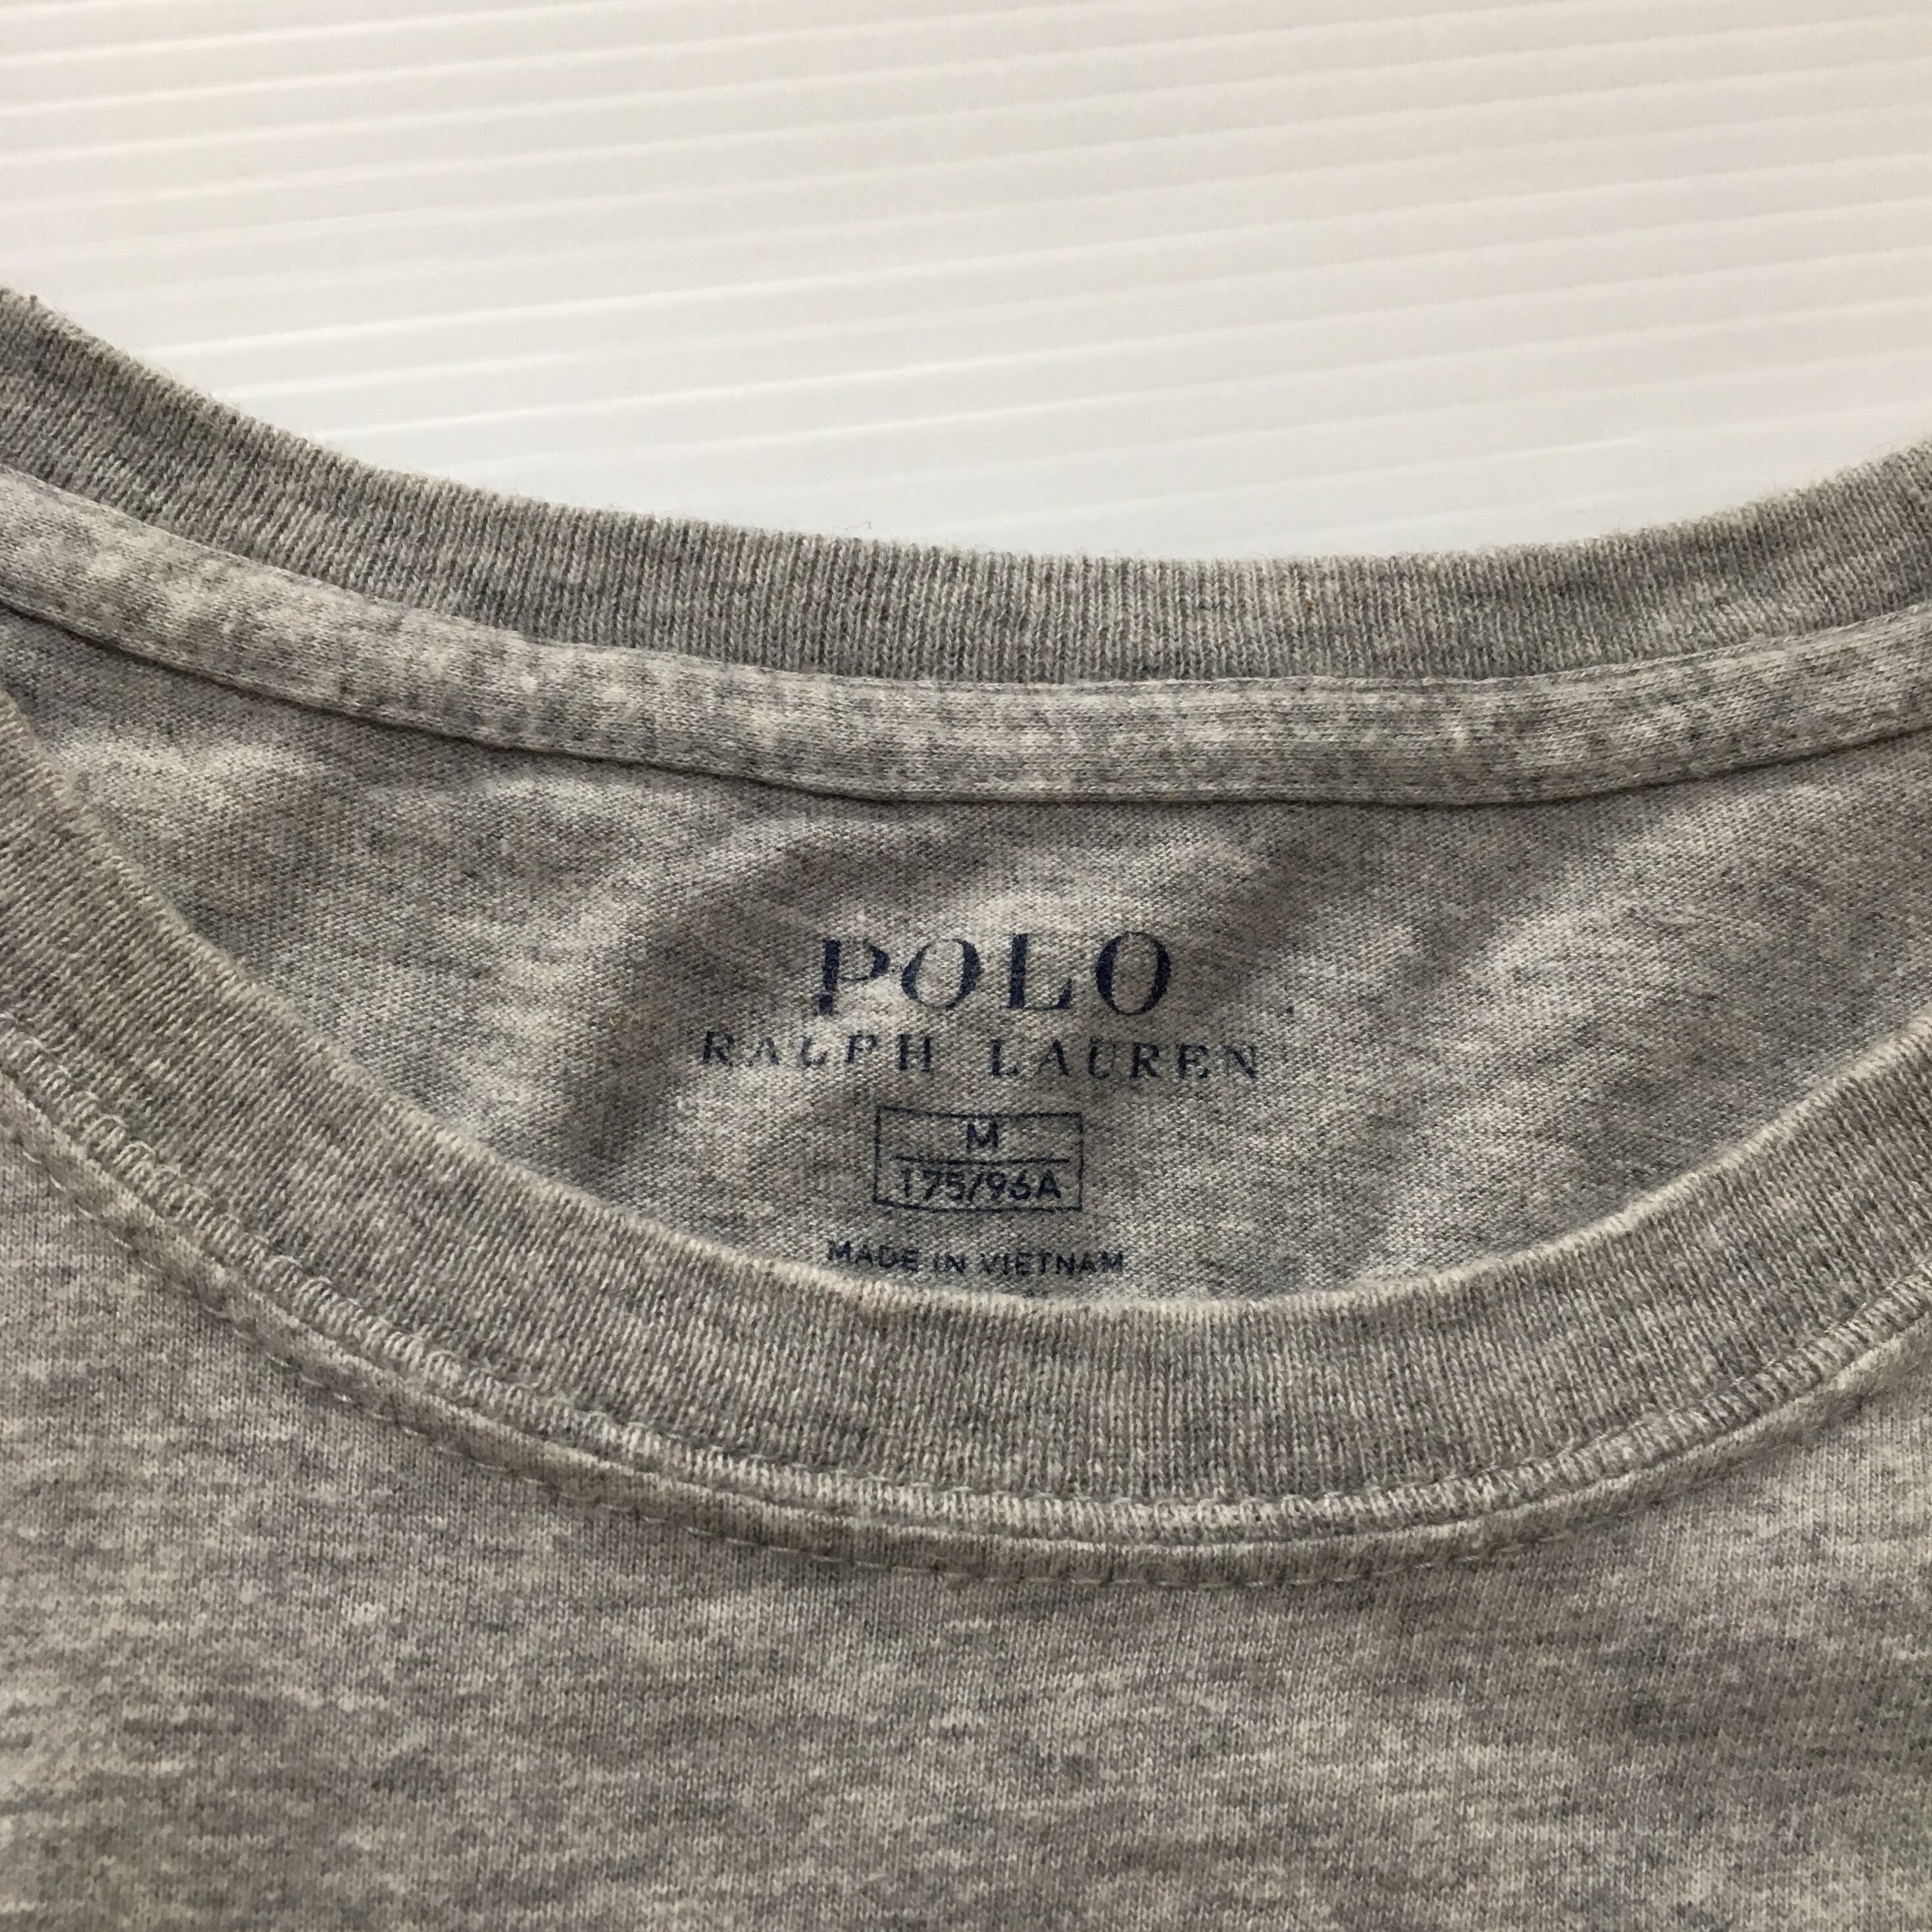 POLO
RALPH LAUREN
M
175/96A
MADE IN VIETNAM